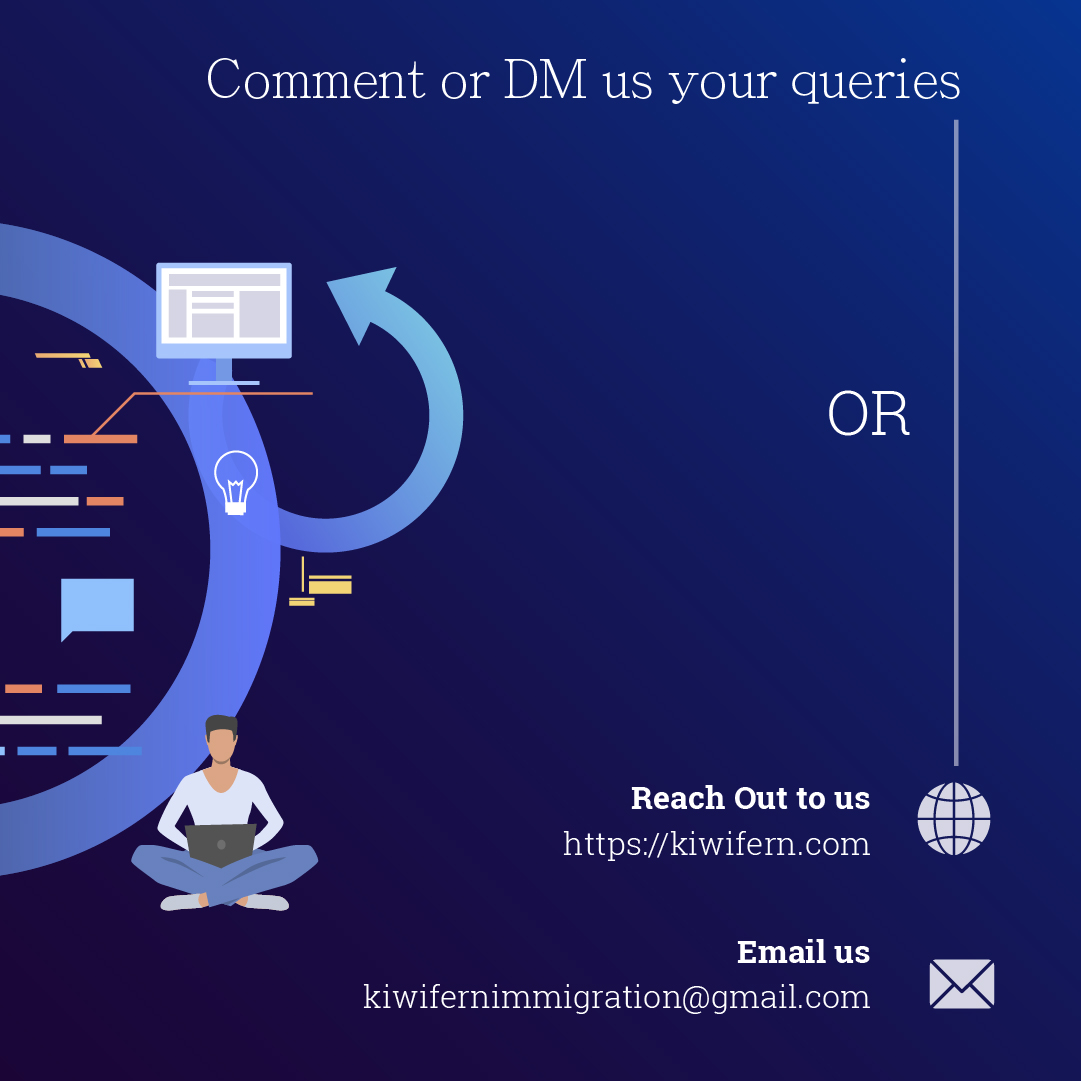 Comment or DM us your queries
OR
Reach Out to us
https://kiwifern.com
Email us
kiwifernimmigration@gmail.com